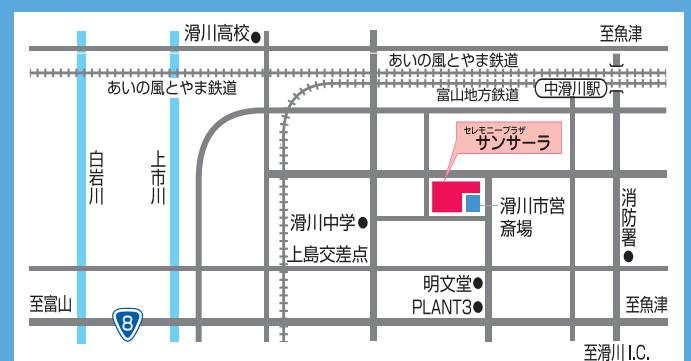 滑川高校
至魚津
あいの風とやま鉄道
あいの風とやま鉄道
富山地方鉄道
中滑川駅
セレモニープラザ
サンサーラ
白岩川
上市川
滑川市営
斎場
消防署
滑川中学
上島交差点
明文堂
PLANT3
至富山
8
至魚津
至滑川I.C.